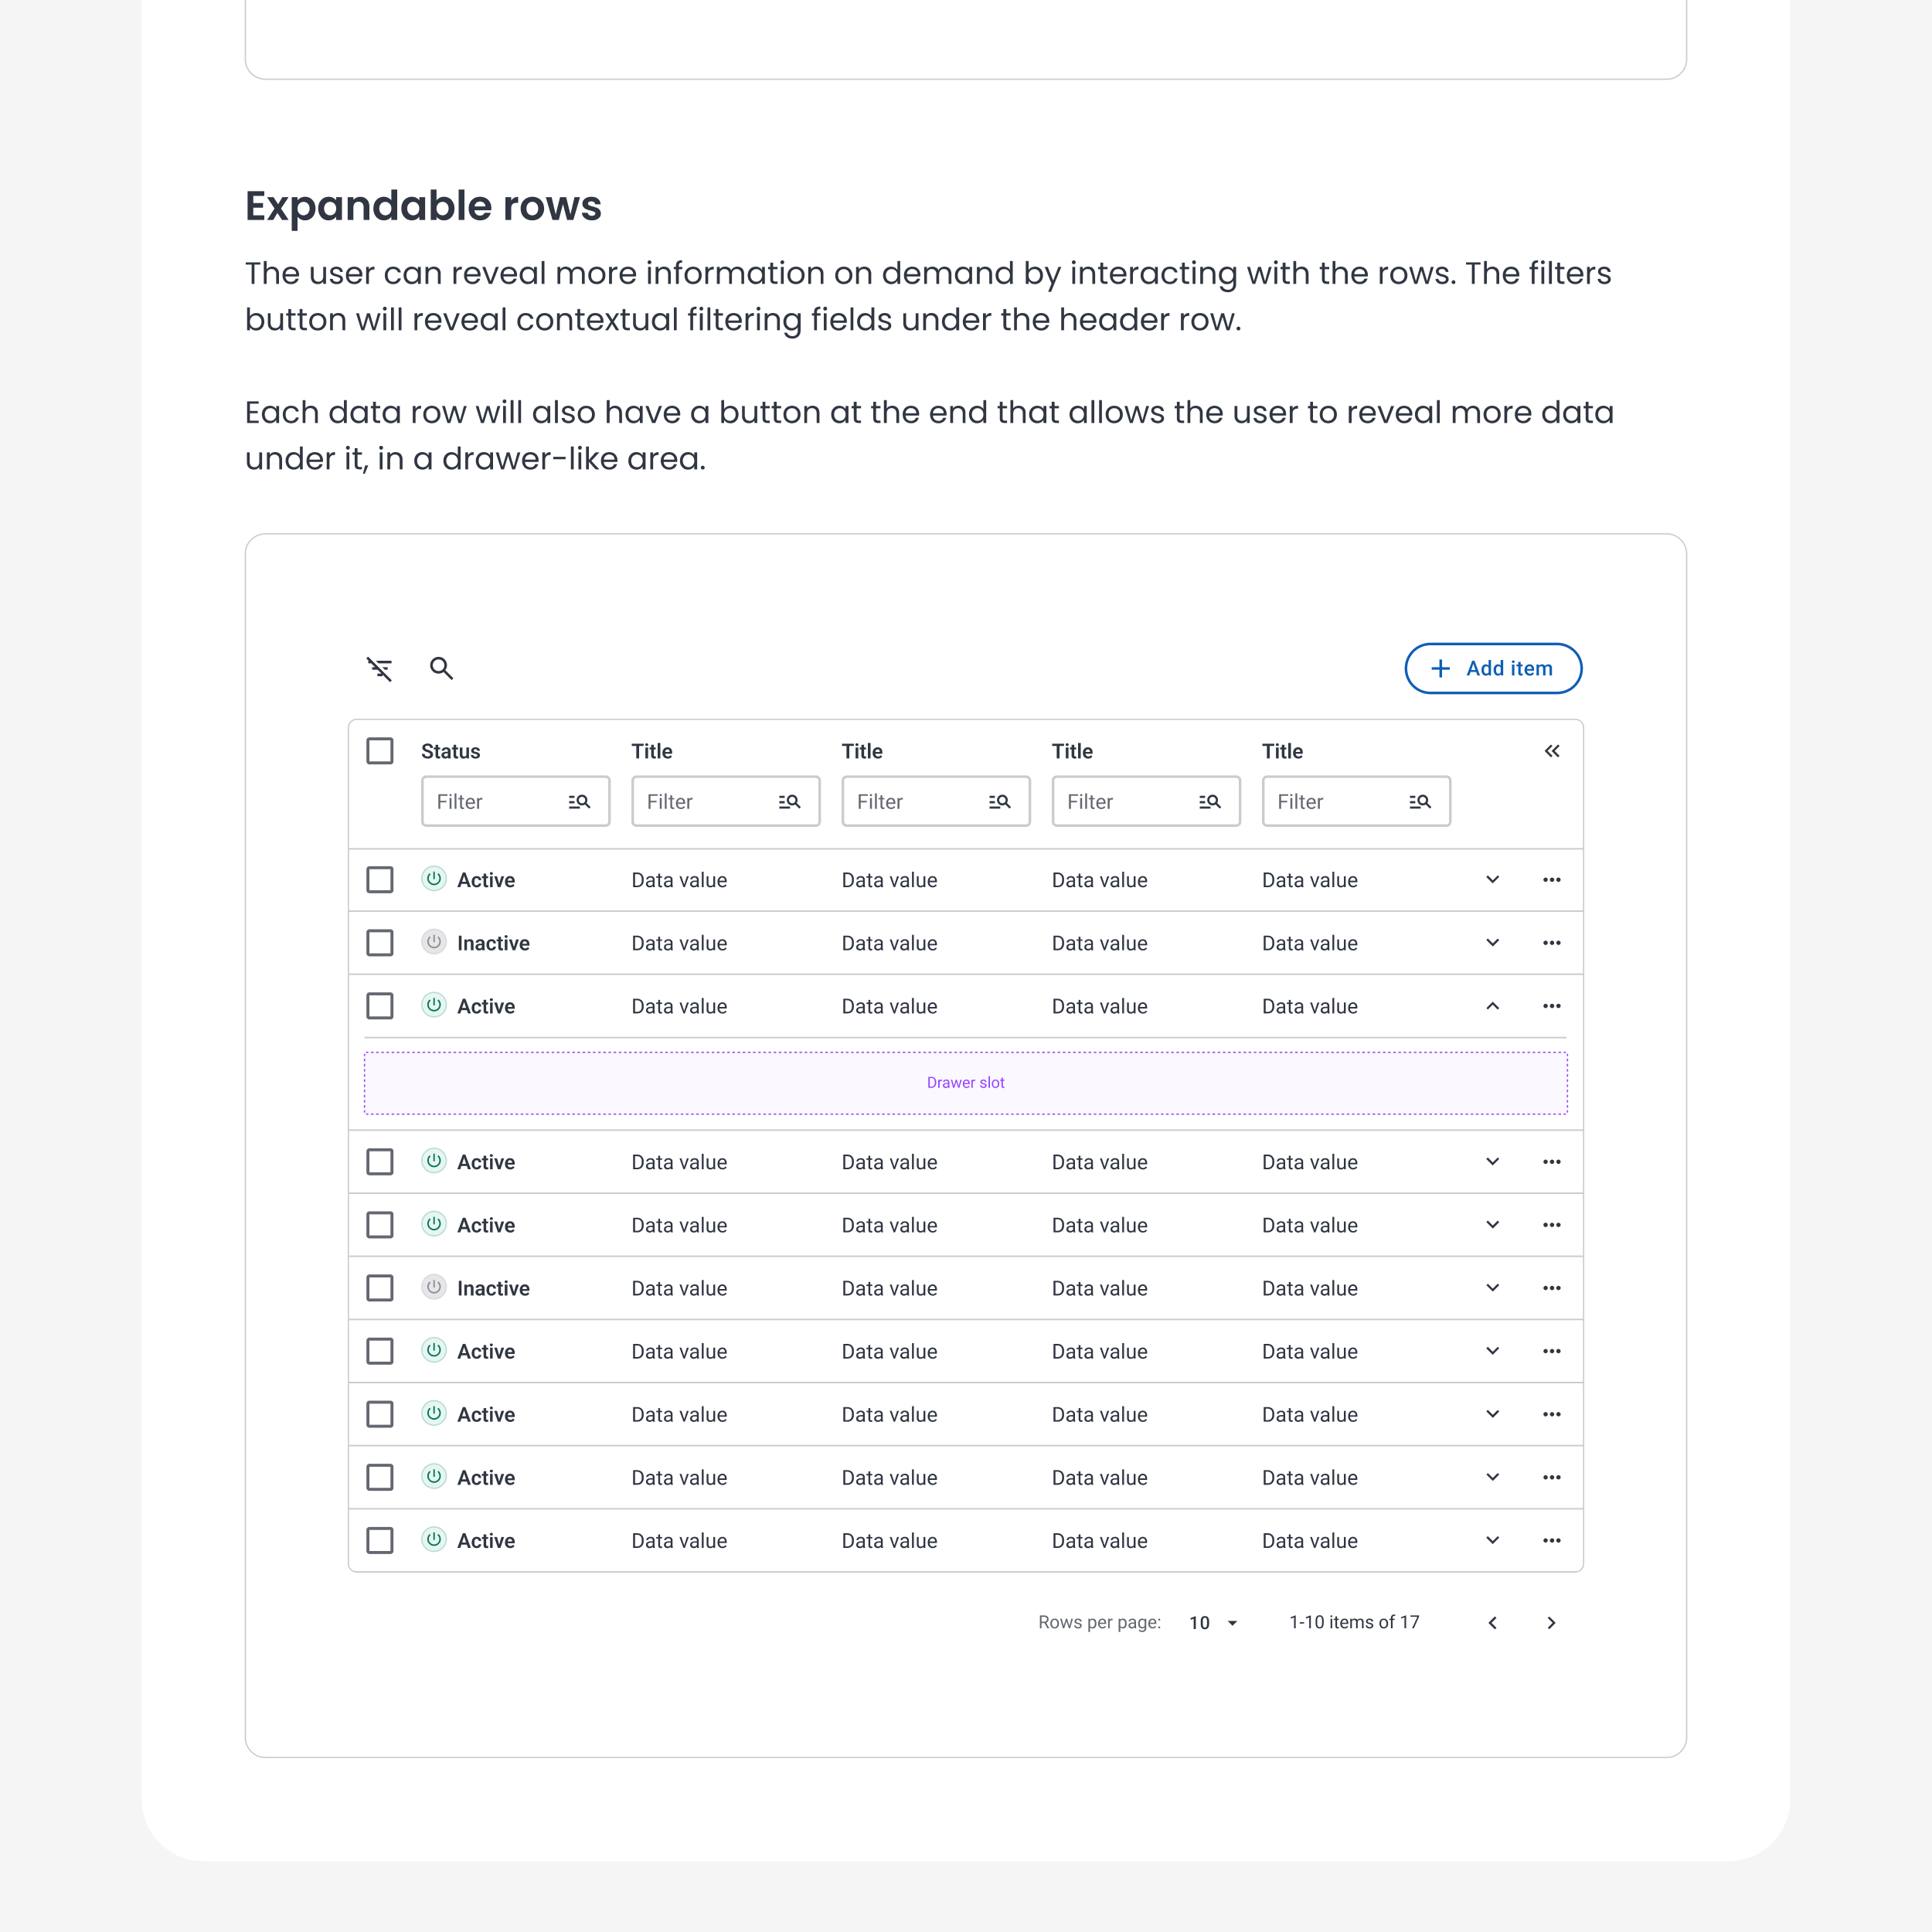 Expandable rows
The user can reveal more information on demand by interacting with the rows. The filters
button will reveal contextual filtering fields under the header row.
Each data row will also have a button at the end that allows the user to reveal more data
under it, in a drawer-like area.
Add item
Status Title Title Title Title
Filter Filter Filter Filter Filter
Active Data value Data value Data value Data value
Inactive Data value Data value Data value Data value
Active Data value Data value Data value Data value
Drawer slot
Active Data value Data value Data value Data value
Active Data value Data value Data value Data value
Inactive Data value Data value Data value Data value
Active Data value Data value Data value Data value
Active Data value Data value Data value Data value
Active Data value Data value Data value Data value
Active Data value Data value Data value Data value
Rows per page: 10 1-10 items of 17